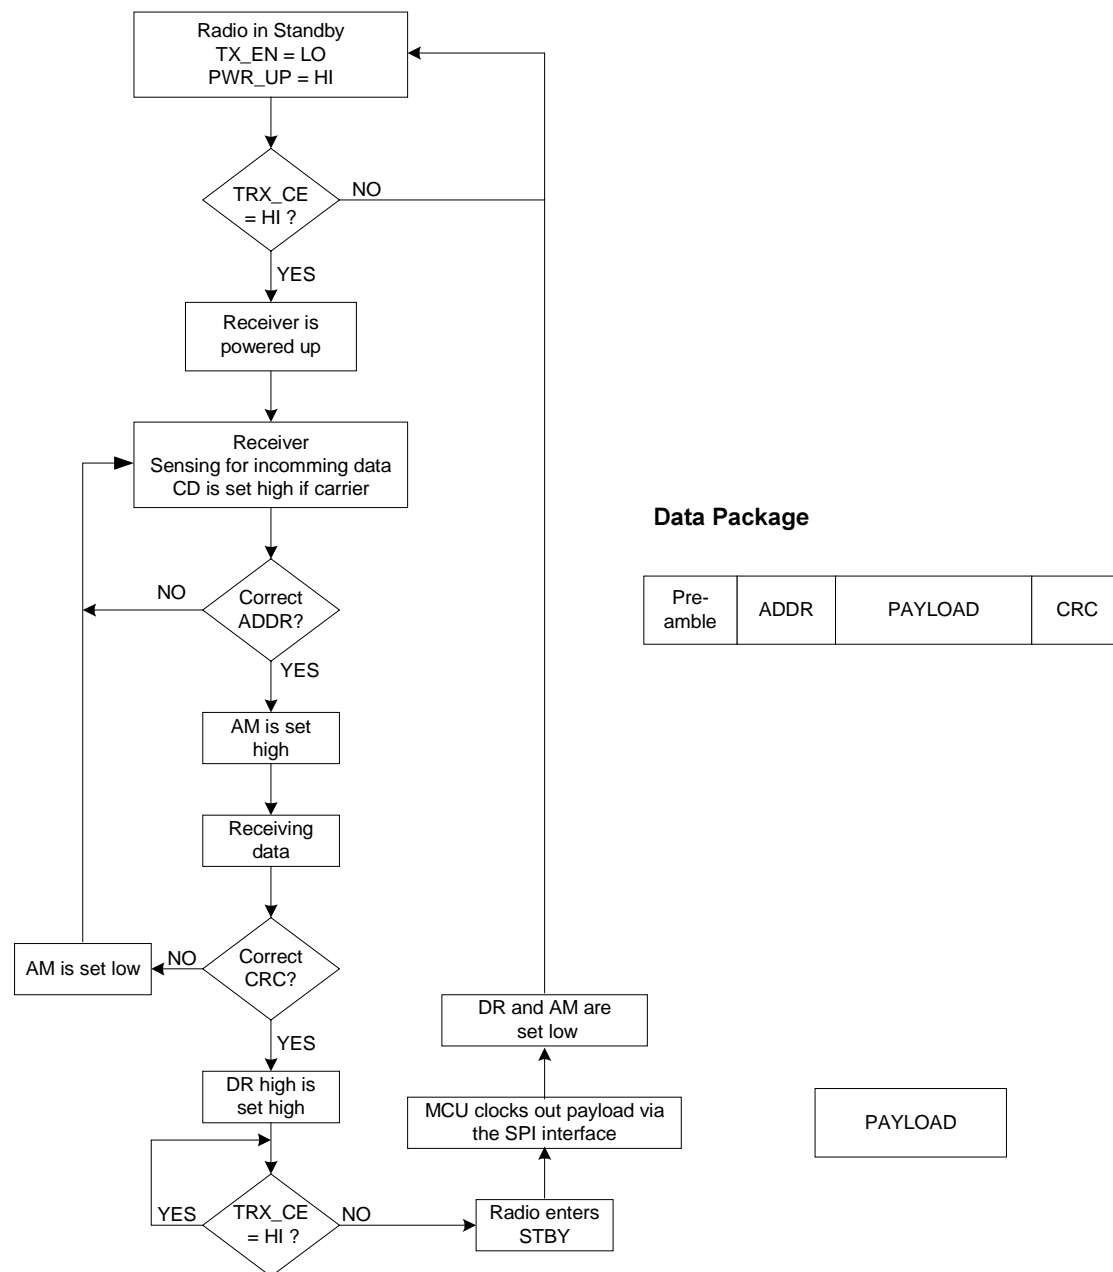 Radio in Standby
TX_EN = LO
PWR_UP = HI
TRX_CE
= HI ?
NO
YES
Receiver is
powered up
Receiver
Sensing for incomming data
CD is set high if carrier
Data Package
Pre-
amble
ADDR
PAYLOAD
CRC
NO
Correct
ADDR?
YES
AM is set
high
Receiving
data
Correct
CRC?
NO
AM is set low
YES
DR high is
set high
TRX_CE
= HI ?
YES
NO
Radio enters
STBY
MCU clocks out payload via
the SPI interface
DR and AM are
set low
PAYLOAD